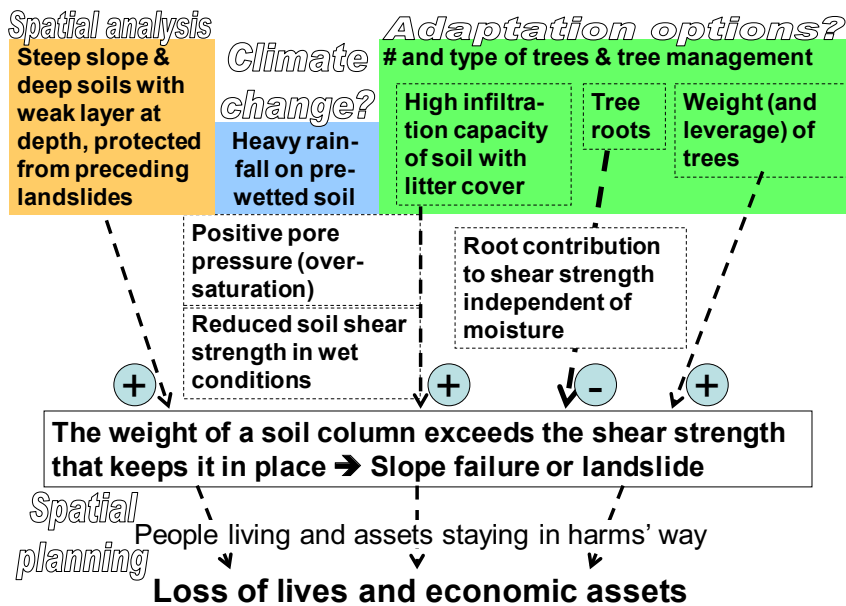 Spatial analysis
Steep slope &
deep soils with
weak layer at
depth, protected
from preceding
landslides
Climate
change?
Heavy rain-
fall on pre-
wetted soil
Adaptation options?
# and type of trees & tree management
High infiltra-
tion capacity
of soil with
litter cover
Tree
roots
Weight (and
leverage) of
trees
Positive pore
pressure (over-
saturation)
Reduced soil shear
strength in wet
conditions
Root contribution
to shear strength
independent of
moisture
+
+
-
+
The weight of a soil column exceeds the shear strength
that keeps it in place ➔ Slope failure or landslide
Spatial
planning
People living and assets staying in harms' way
Loss of lives and economic assets